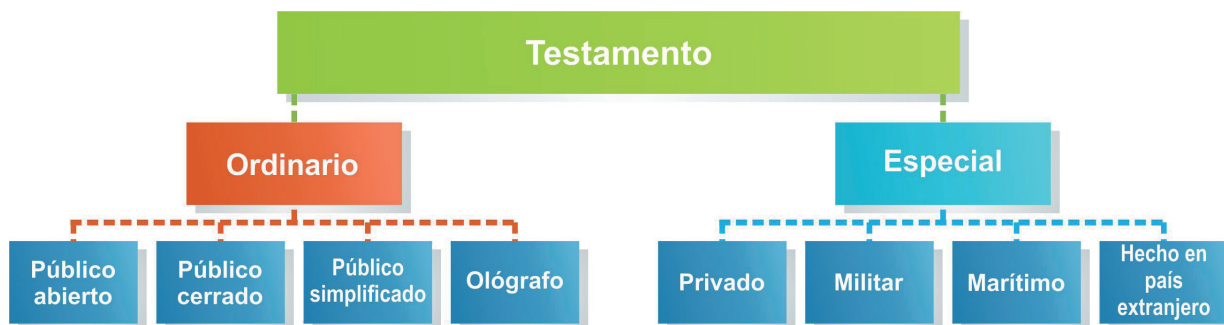 Testamento
Ordinario
Especial
Público
abierto
Público
cerrado
Público
simplificado
Ológrafo
Privado
Militar
Marítimo
Hecho en
país
extranjero